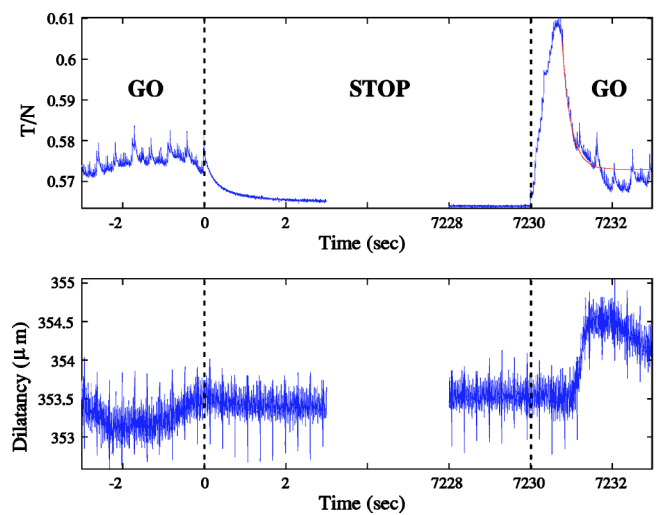 0.61
0.6
0.59
0.58
0.57
T/N
GO STOP GO
-2 0 2 7228 7230 7232
Time (sec)
355
354.5
354
353.5
353
Dilatancy (μ m)
-2 0 2 7228 7230 7232
Time (sec)